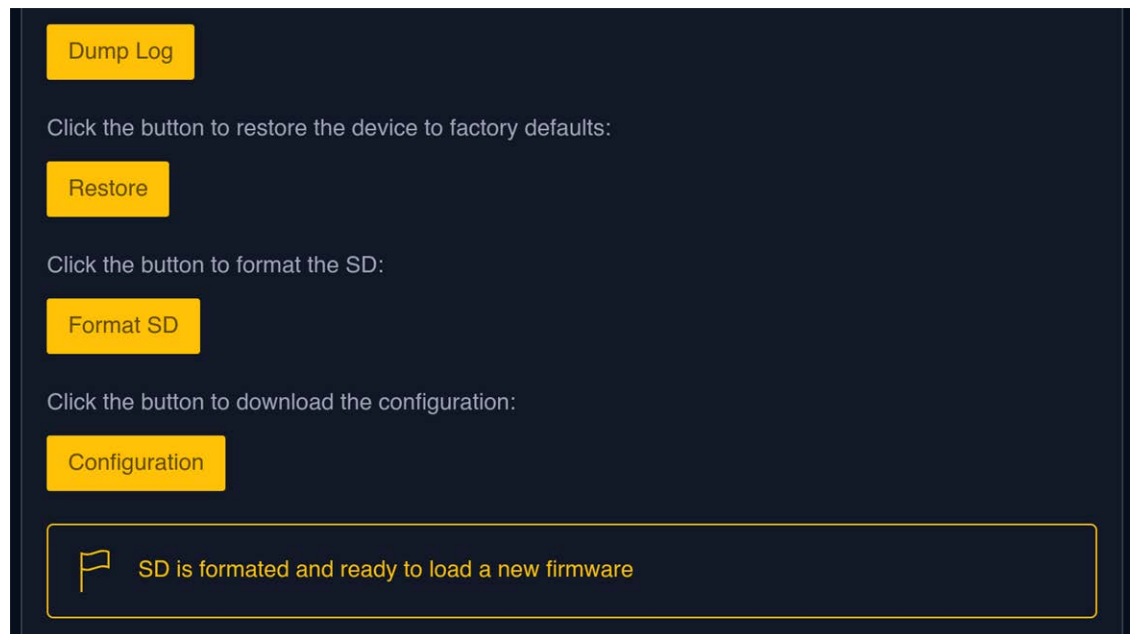 Dump Log
Click the button to restore the device to factory defaults:
Restore
Click the button to format the SD:
Format SD
Click the button to download the configuration:
Configuration
SD is formated and ready to load a new firmware